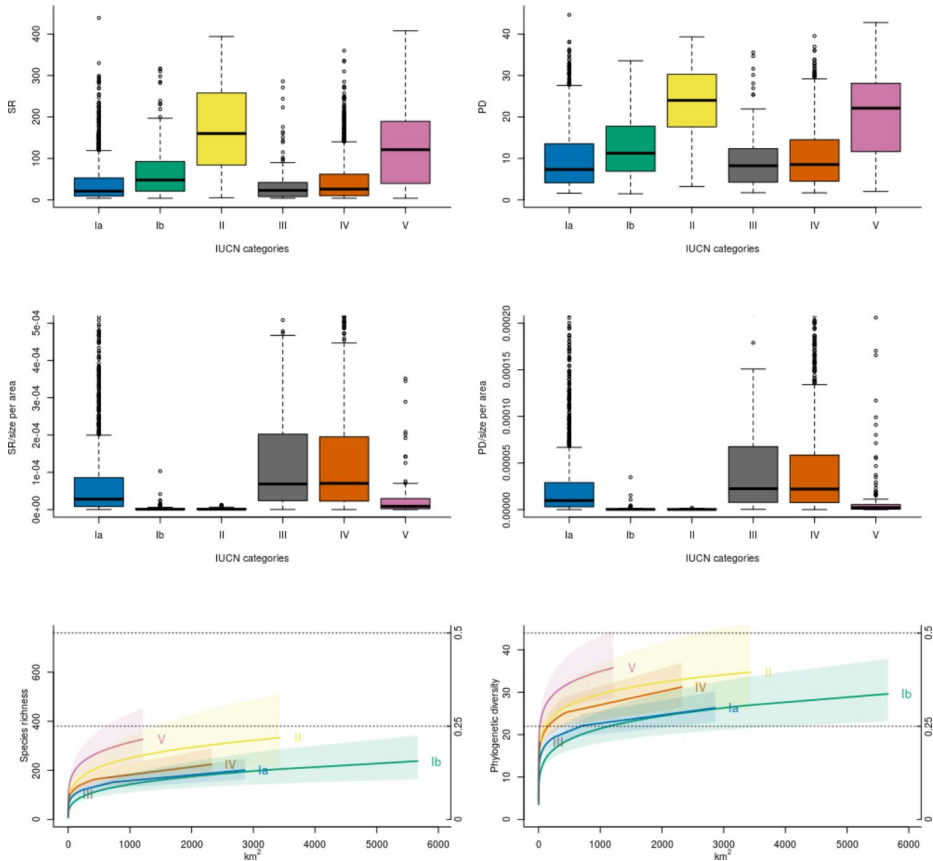 SR
400
300
200
100
0
Ia Ib II III IV V
IUCN categories
PD
40
30
20
10
0
Ia Ib II III IV V
IUCN categories
SR/size per area
5e-04
4e-04
3e-04
2e-04
1e-04
0e+00
Ia Ib II III IV V
IUCN categories
PD/size per area
0.00020
0.00015
0.00010
0.00005
0.00000
Ia Ib II III IV V
IUCN categories
Species richness
600
400
200
0
0.5
0.25
0
V
II
IV
Ia
Ib
III
0 1000 2000 3000 4000 5000 6000
km²
Phylogenetic diversity
40
30
20
10
0
0.5
0.25
0
V
II
IV
Ib
Ia
III
0 1000 2000 3000 4000 5000 6000
km²